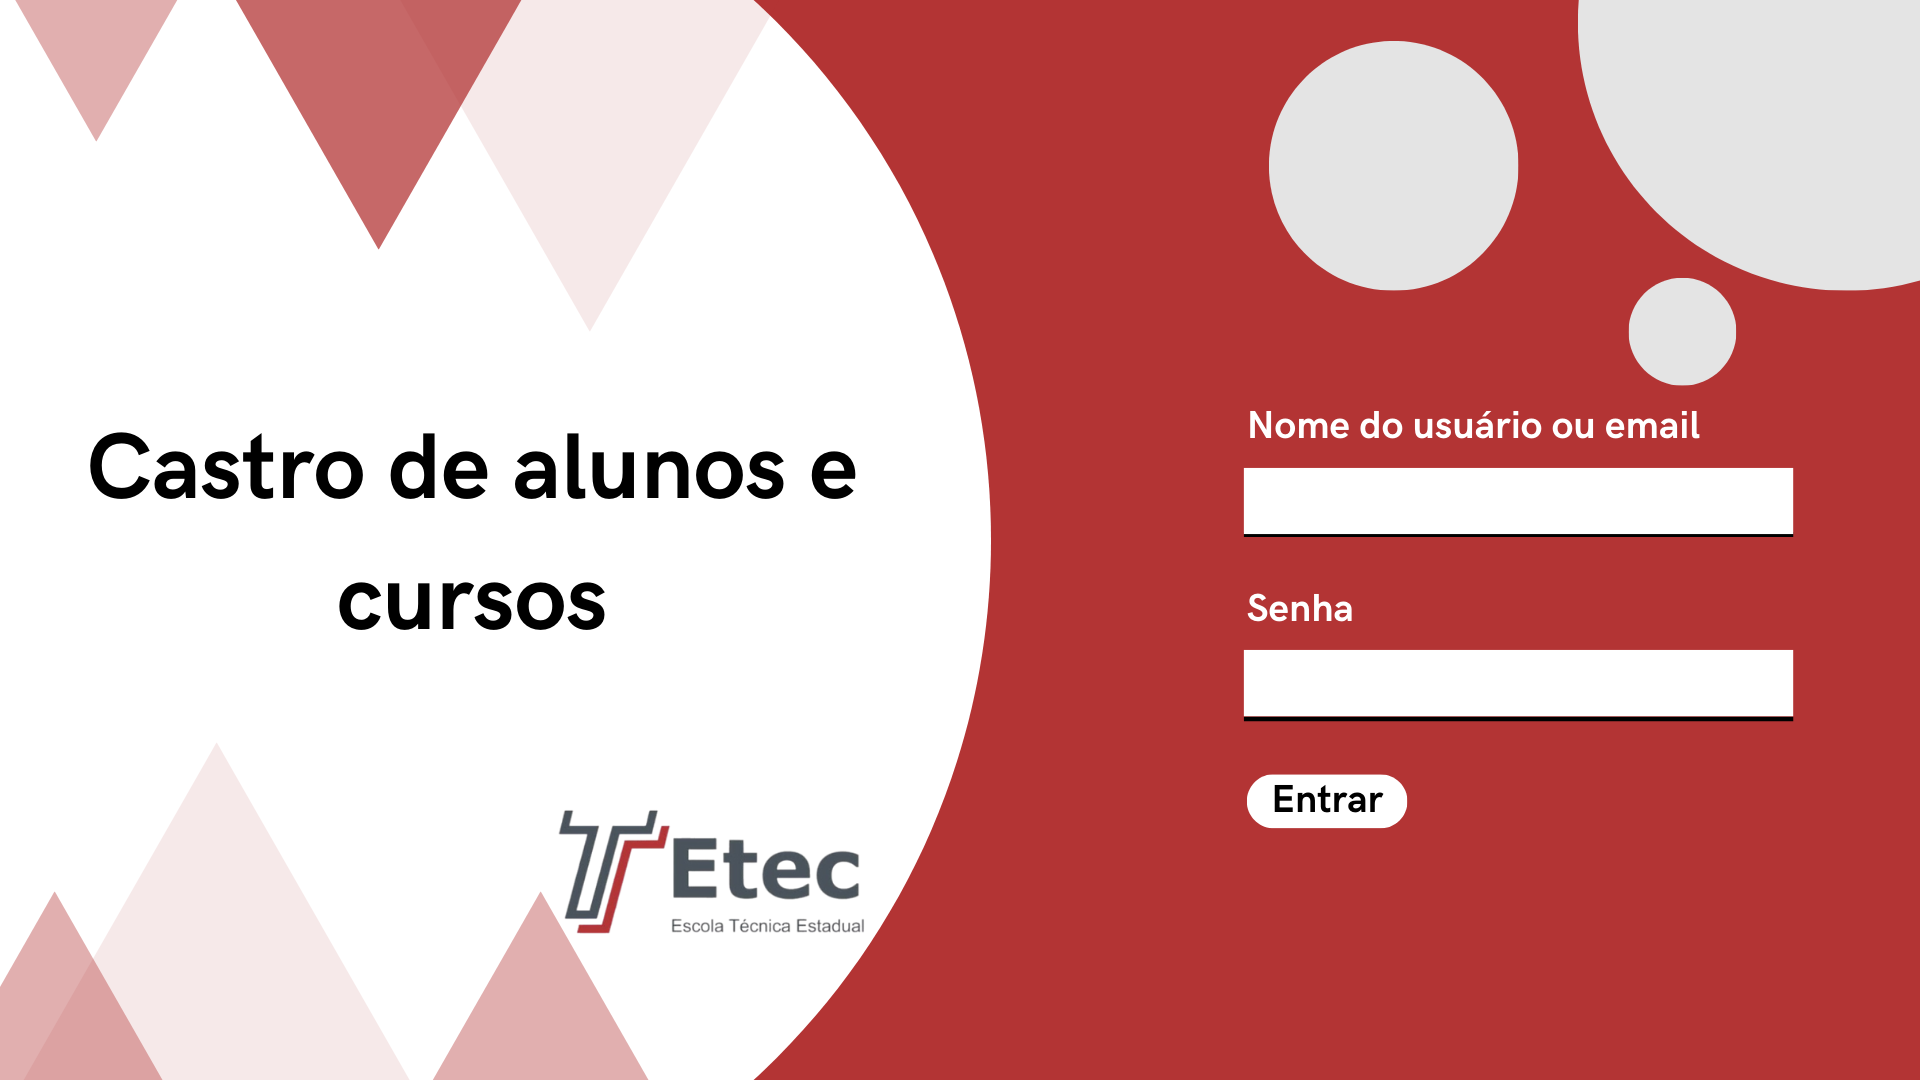 Castro de alunos e
cursos
Etec
Escola Técnica Estadual
Nome do usuário ou email
Senha
Entrar